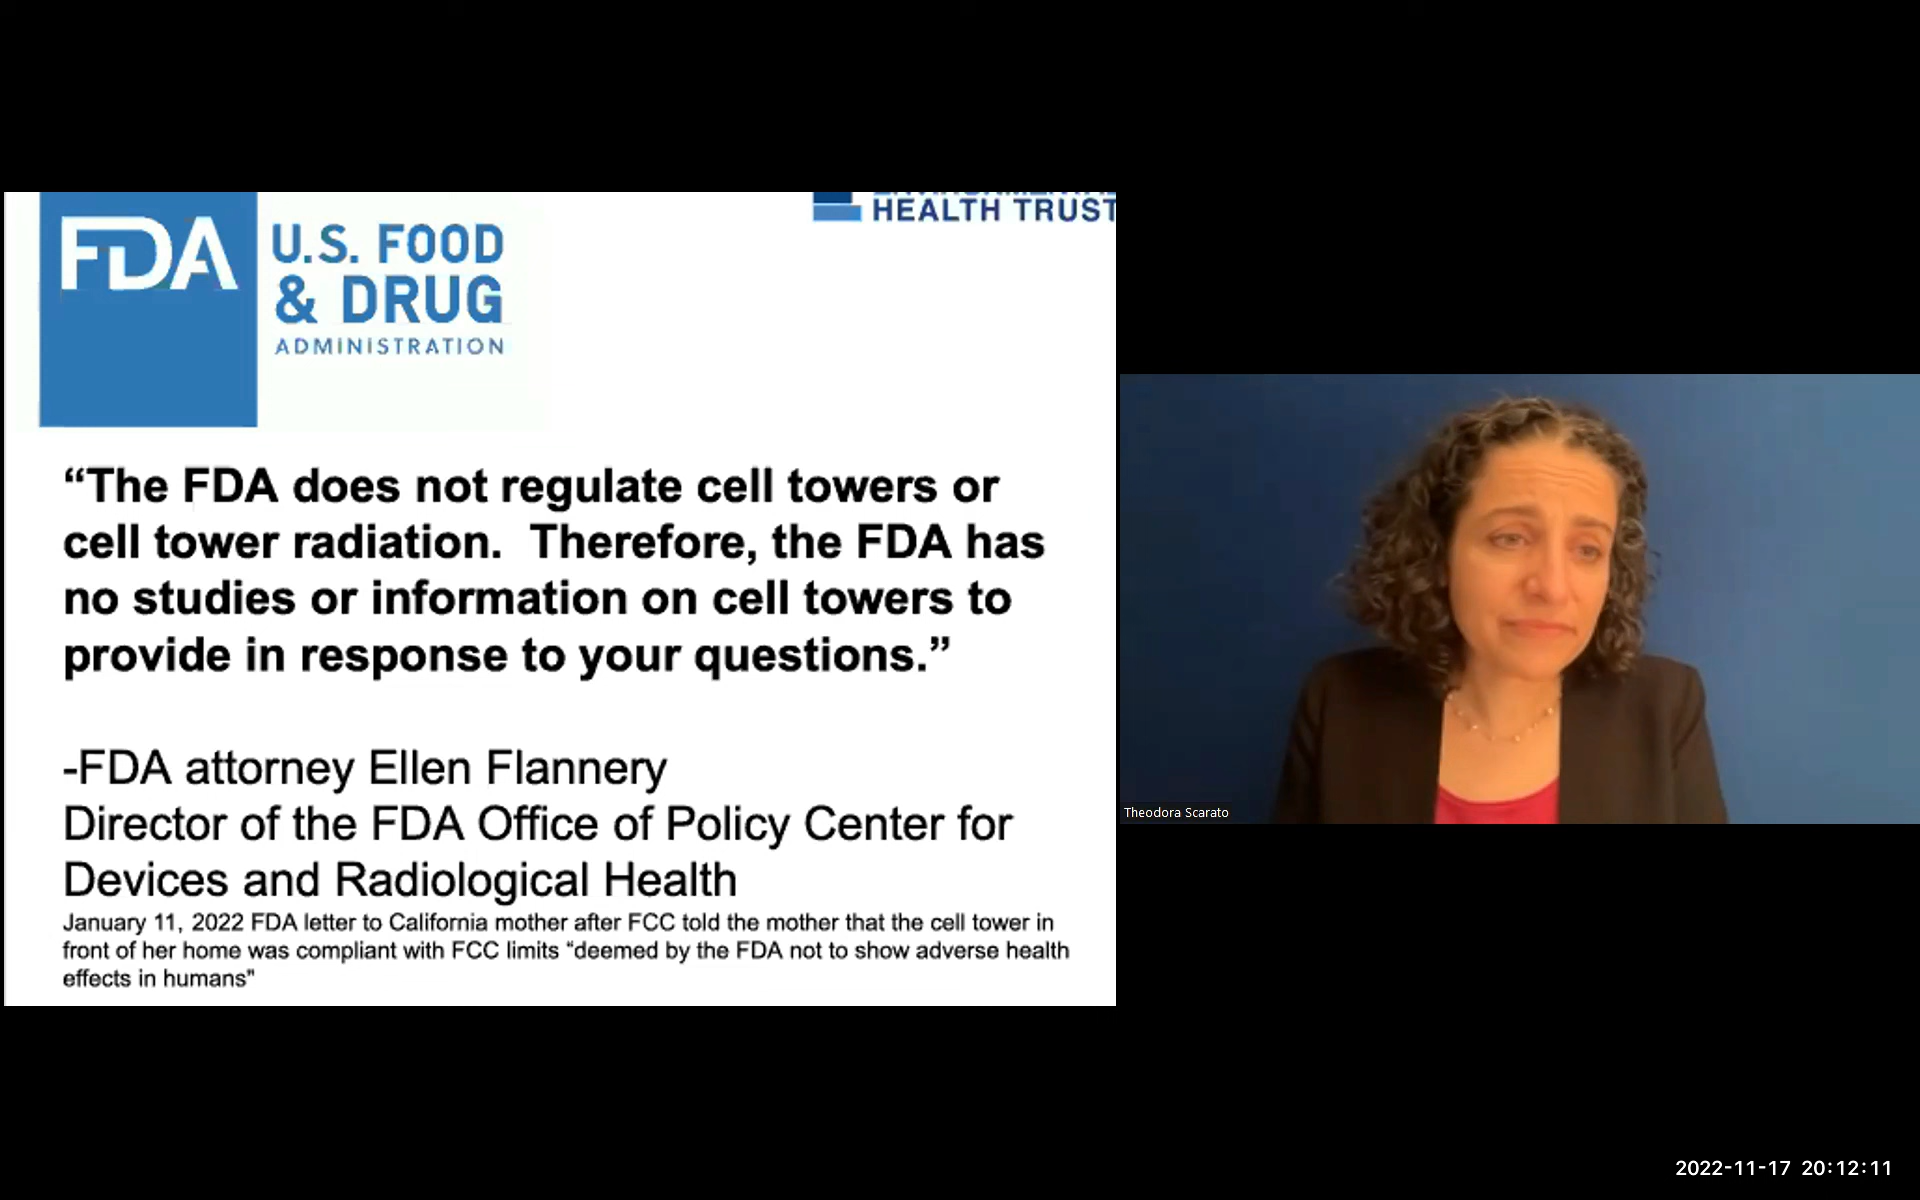 FDA
U.S. FOOD
& DRUG
ADMINISTRATION
ENVIRONMENTAL
HEALTH TRUST
“The FDA does not regulate cell towers or
cell tower radiation.  Therefore, the FDA has
no studies or information on cell towers to
provide in response to your questions.”
-FDA attorney Ellen Flannery
Director of the FDA Office of Policy Center for
Devices and Radiological Health
January 11, 2022 FDA letter to California mother after FCC told the mother that the cell tower in
front of her home was compliant with FCC limits “deemed by the FDA not to show adverse health
effects in humans"
Theodora Scarato
2022-11-17 20:12:11